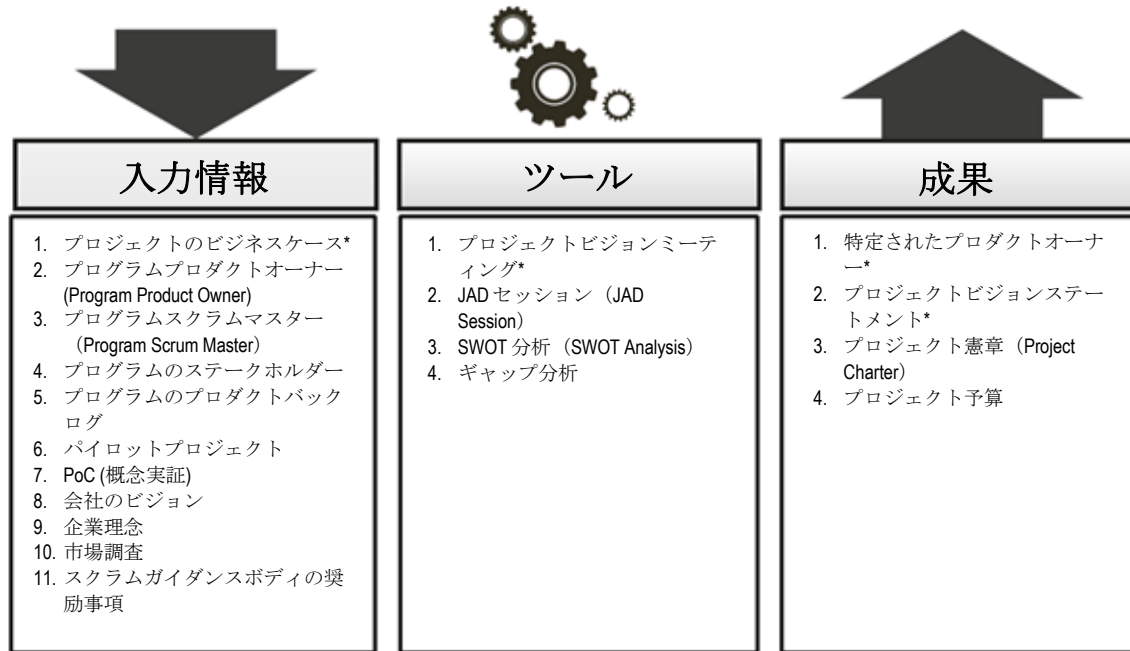 入力情報
1. プロジェクトのビジネスケース*
2. プログラムプロダクトオーナー
(Program Product Owner)
3. プログラムスクラムマスター
（Program Scrum Master）
4. プログラムのステークホルダー
5. プログラムのプロダクトバック
ログ
6. パイロットプロジェクト
7. PoC (概念実証)
8. 会社のビジョン
9. 企業理念
10. 市場調査
11. スクラムガイダンスボディの奨
励事項
ツール
1. プロジェクトビジョンミーテ
ィング*
2. JAD セッション（JAD
Session）
3. SWOT 分析（SWOT Analysis）
4. ギャップ分析
成果
1. 特定されたプロダクトオーナ
ー*
2. プロジェクトビジョンステー
トメント*
3. プロジェクト憲章（Project
Charter）
4. プロジェクト予算